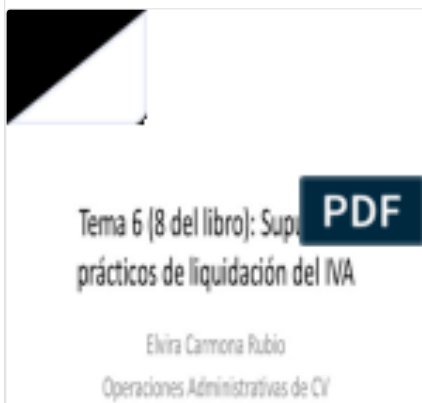 Tema 6 (8 del libro): Sup
PDF
prácticos de liquidación del IVA
Elvira Carmona Rubio
Operaciones Administrativas de CV